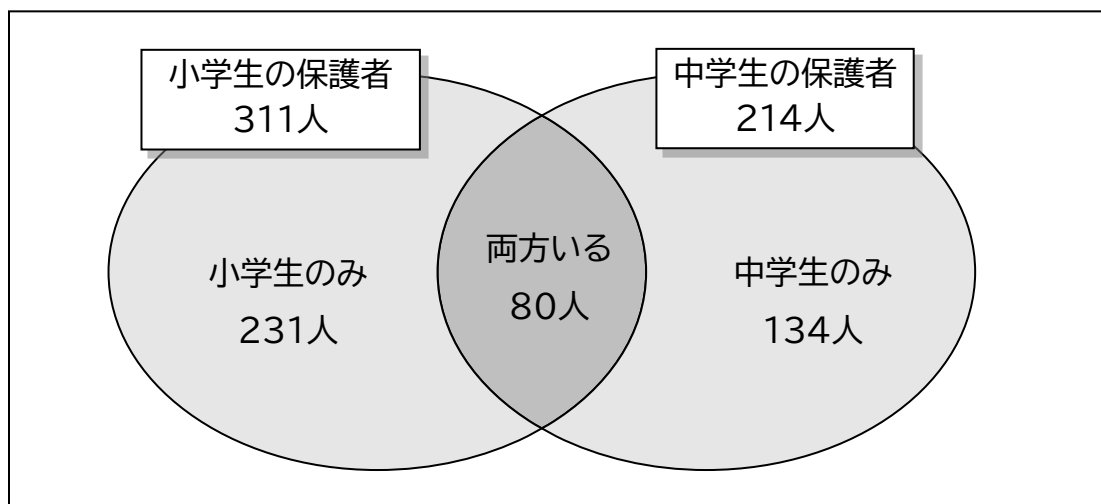 小学生の保護者
311人
中学生の保護者
214人
小学生のみ
231人
両方いる
80人
中学生のみ
134人